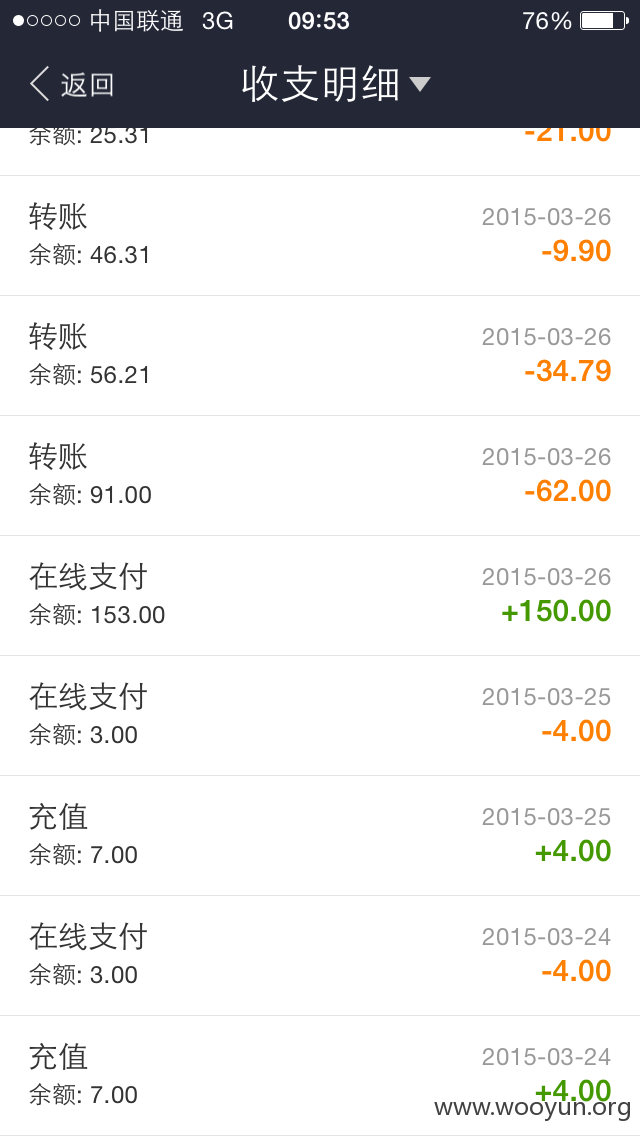 中国联通 3G 09:53 76%
返回 收支明细
余额: 25.31 -21.00
转账 2015-03-26
余额: 46.31 -9.90
转账 2015-03-26
余额: 56.21 -34.79
转账 2015-03-26
余额: 91.00 -62.00
在线支付 2015-03-26
余额: 153.00 +150.00
在线支付 2015-03-25
余额: 3.00 -4.00
充值 2015-03-25
余额: 7.00 +4.00
在线支付 2015-03-24
余额: 3.00 -4.00
充值 2015-03-24
余额: 7.00 +4.00
www.wooyun.org